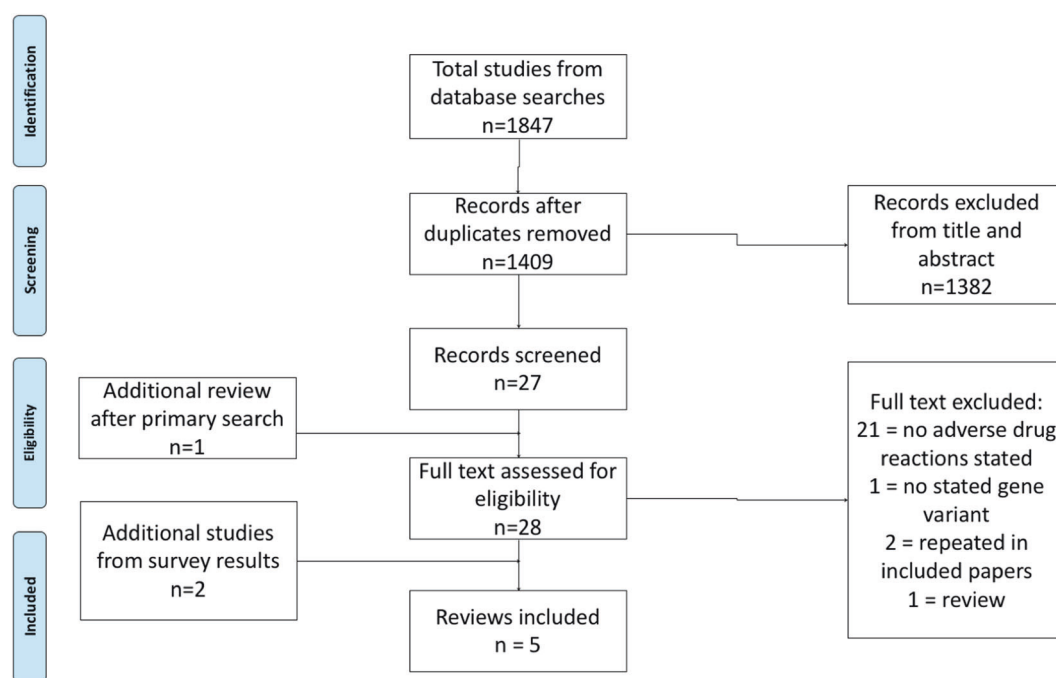 Identification
Total studies from
database searches
n=1847
Screening
Records after
duplicates removed
n=1409
Records excluded
from title and
abstract
n=1382
Eligibility
Records screened
n=27
Additional review
after primary search
n=1
Full text assessed for
eligibility
n=28
Full text excluded:
21 = no adverse drug
reactions stated
1 = no stated gene
variant
2 = repeated in
included papers
1 = review
Included
Additional studies
from survey results
n=2
Reviews included
n = 5